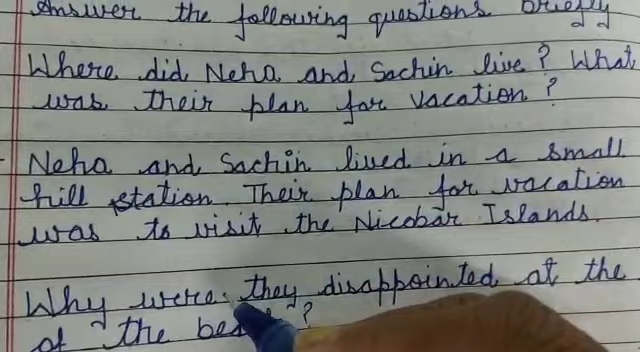 Answer the following questions briefly
Where did Neha and Sachin live? What
was their plan for vacation?
Neha and Sachin lived in a small
hill station. Their plan for vacation
was to visit the Nicobar Islands.
Why were they disappointed at the
of the ?